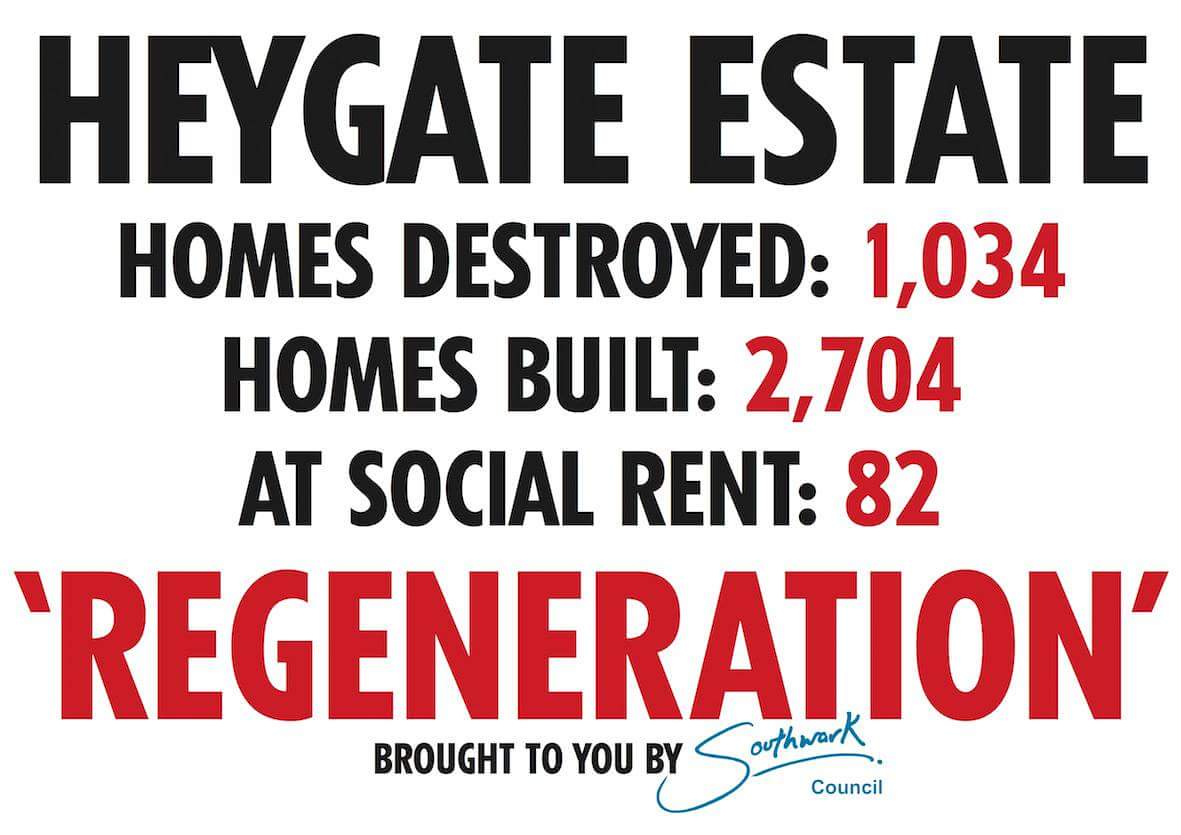 HEYGATE ESTATE
HOMES DESTROYED: 1,034
HOMES BUILT: 2,704
AT SOCIAL RENT: 82
‘REGENERATION’
BROUGHT TO YOU BY Southwark.
Council